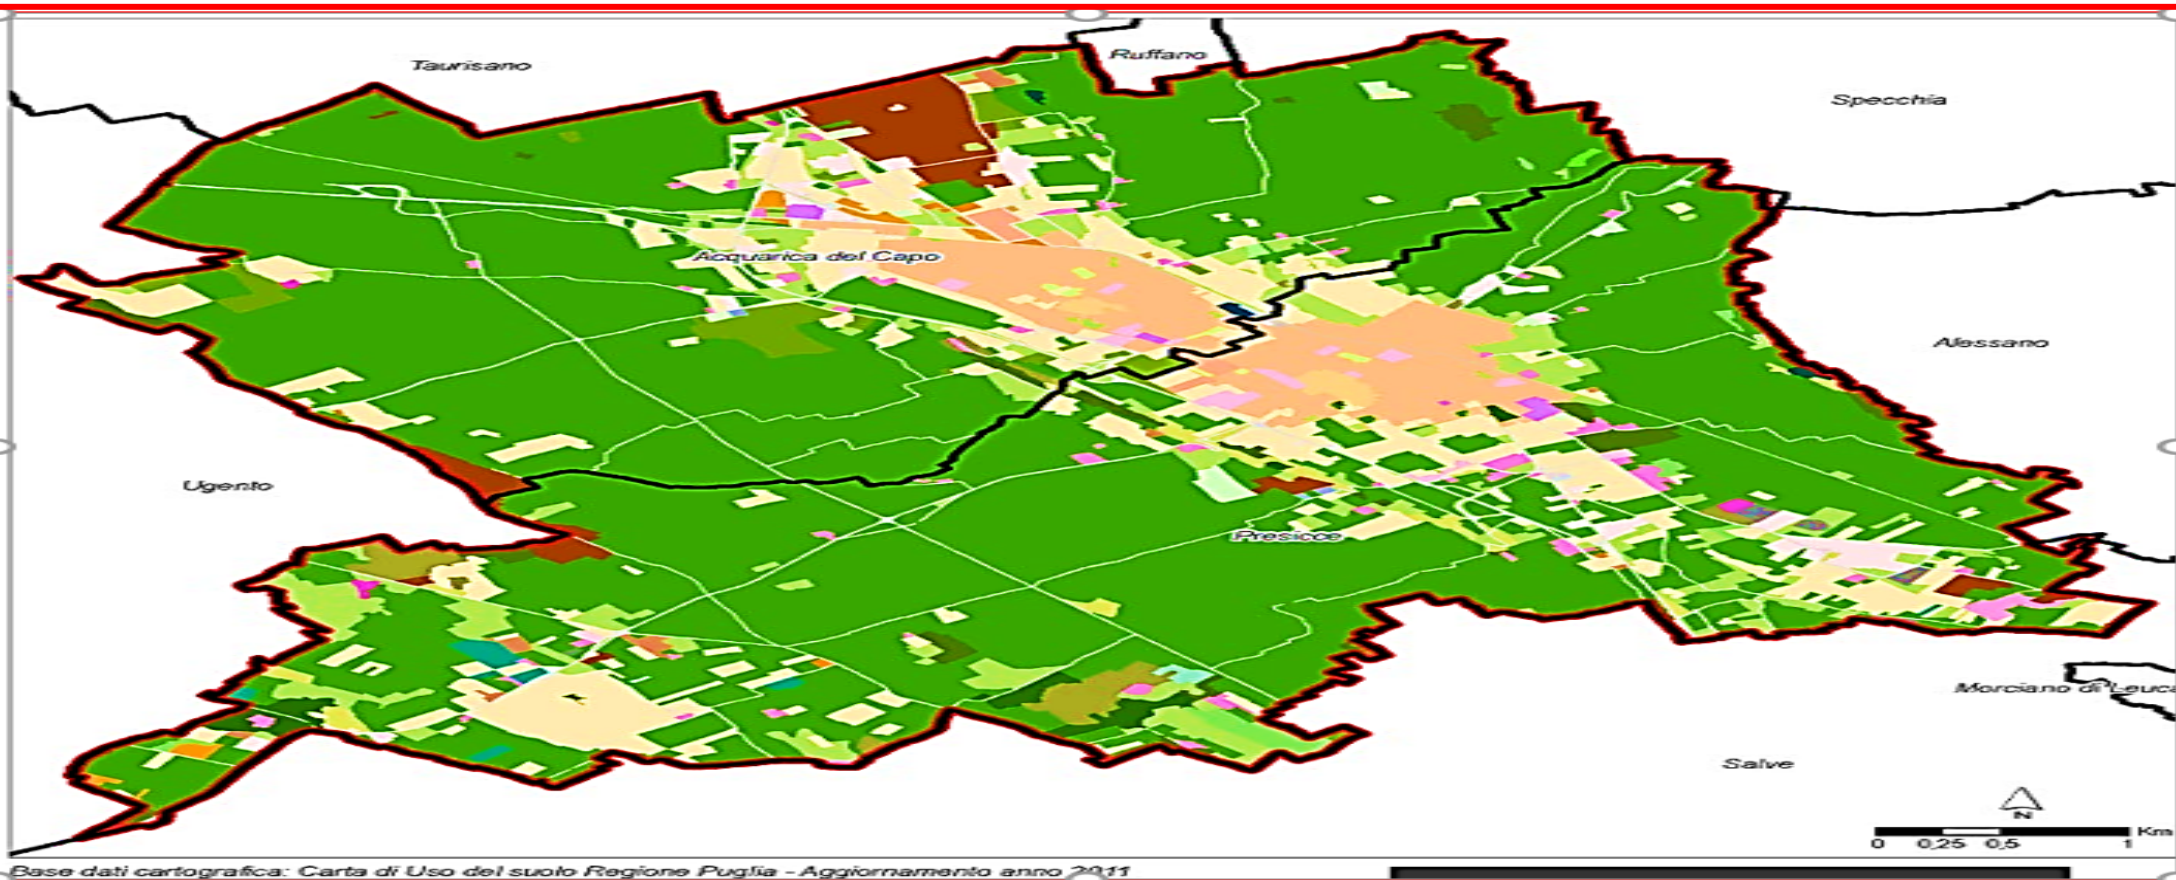 Taurisano
Ruffano
Specchia
Acquarica del Capo
Alessano
Ugento
Presicce
Morciano di Leuca
Salve
N
Km
0 0,25 0,5 1
Base dati cartografica: Carta di Uso del suolo Regione Puglia - Aggiornamento anno 2011